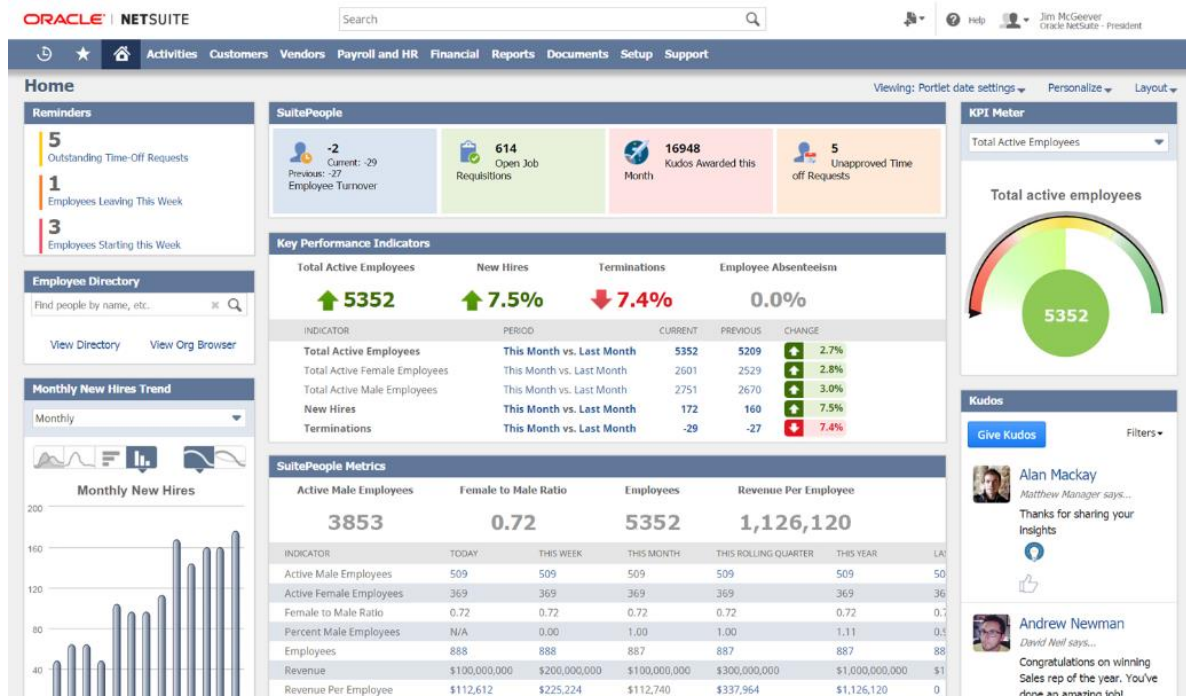 ORACLE | NETSUITE
Search
Help
Jim McGeever
Oracle NetSuite - President
Activities Customers Vendors Payroll and HR Financial Reports Documents Setup Support
Home
Viewing: Portlet date settings Personalize Layout
Reminders
5
Outstanding Time-Off Requests
1
Employees Leaving This Week
3
Employees Starting this Week
Employee Directory
Find people by name, etc.
View Directory View Org Browser
Monthly New Hires Trend
Monthly
Monthly New Hires
200
160
120
80
40
SuitePeople
-2
Current: -29
Previous: -27
Employee Turnover
614
Open Job
Requisitions
16948
Kudos Awarded this
Month
5
Unapproved Time
off Requests
Key Performance Indicators
Total Active Employees New Hires Terminations Employee Absenteeism
5352 7.5% 7.4% 0.0%
INDICATOR PERIOD CURRENT PREVIOUS CHANGE
Total Active Employees This Month vs. Last Month 5352 5209 2.7%
Total Active Female Employees This Month vs. Last Month 2601 2529 2.8%
Total Active Male Employees This Month vs. Last Month 2751 2670 3.0%
New Hires This Month vs. Last Month 172 160 7.5%
Terminations This Month vs. Last Month -29 -27 7.4%
SuitePeople Metrics
Active Male Employees Female to Male Ratio Employees Revenue Per Employee
3853 0.72 5352 1,126,120
INDICATOR TODAY THIS WEEK THIS MONTH THIS ROLLING QUARTER THIS YEAR
Active Male Employees 509 509 509 509 509
Active Female Employees 369 369 369 369 369
Female to Male Ratio 0.72 0.72 0.72 0.72 0.72
Percent Male Employees N/A 0.00 1.00 1.00 1.11
Employees 888 888 887 887 887
Revenue $100,000,000 $200,000,000 $100,000,000 $300,000,000 $1,000,000,000
Revenue Per Employee $112,612 $225,224 $112,740 $337,964 $1,126,120 0
KPI Meter
Total Active Employees
Total active employees
5352
Kudos
Give Kudos Filters
Alan Mackay
Matthew Manager says...
Thanks for sharing your
insights
Andrew Newman
David Neil says...
Congratulations on winning
Sales rep of the year. You've
done an amazing job!